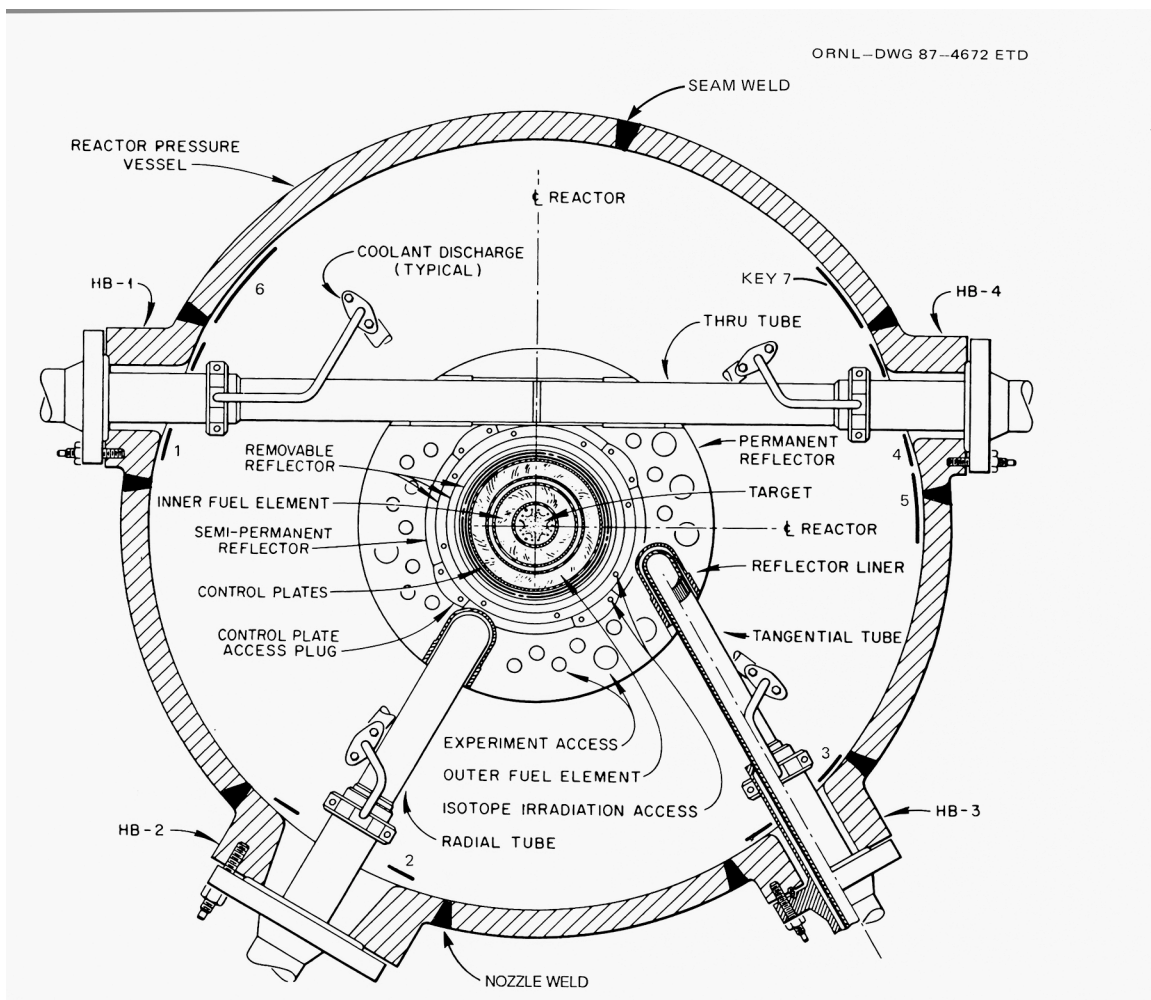 ORNL–DWG 87–4672 ETD
SEAM WELD
REACTOR PRESSURE
VESSEL
℄ REACTOR
COOLANT DISCHARGE
(TYPICAL)
HB-1
6
KEY 7
HB-4
THRU TUBE
1
REMOVABLE
REFLECTOR
PERMANENT
REFLECTOR
4
INNER FUEL ELEMENT
TARGET
5
SEMI-PERMANENT
REFLECTOR
℄ REACTOR
REFLECTOR LINER
CONTROL PLATES
CONTROL PLATE
ACCESS PLUG
TANGENTIAL TUBE
EXPERIMENT ACCESS
3
OUTER FUEL ELEMENT
ISOTOPE IRRADIATION ACCESS
HB-3
HB-2
RADIAL TUBE
2
NOZZLE WELD